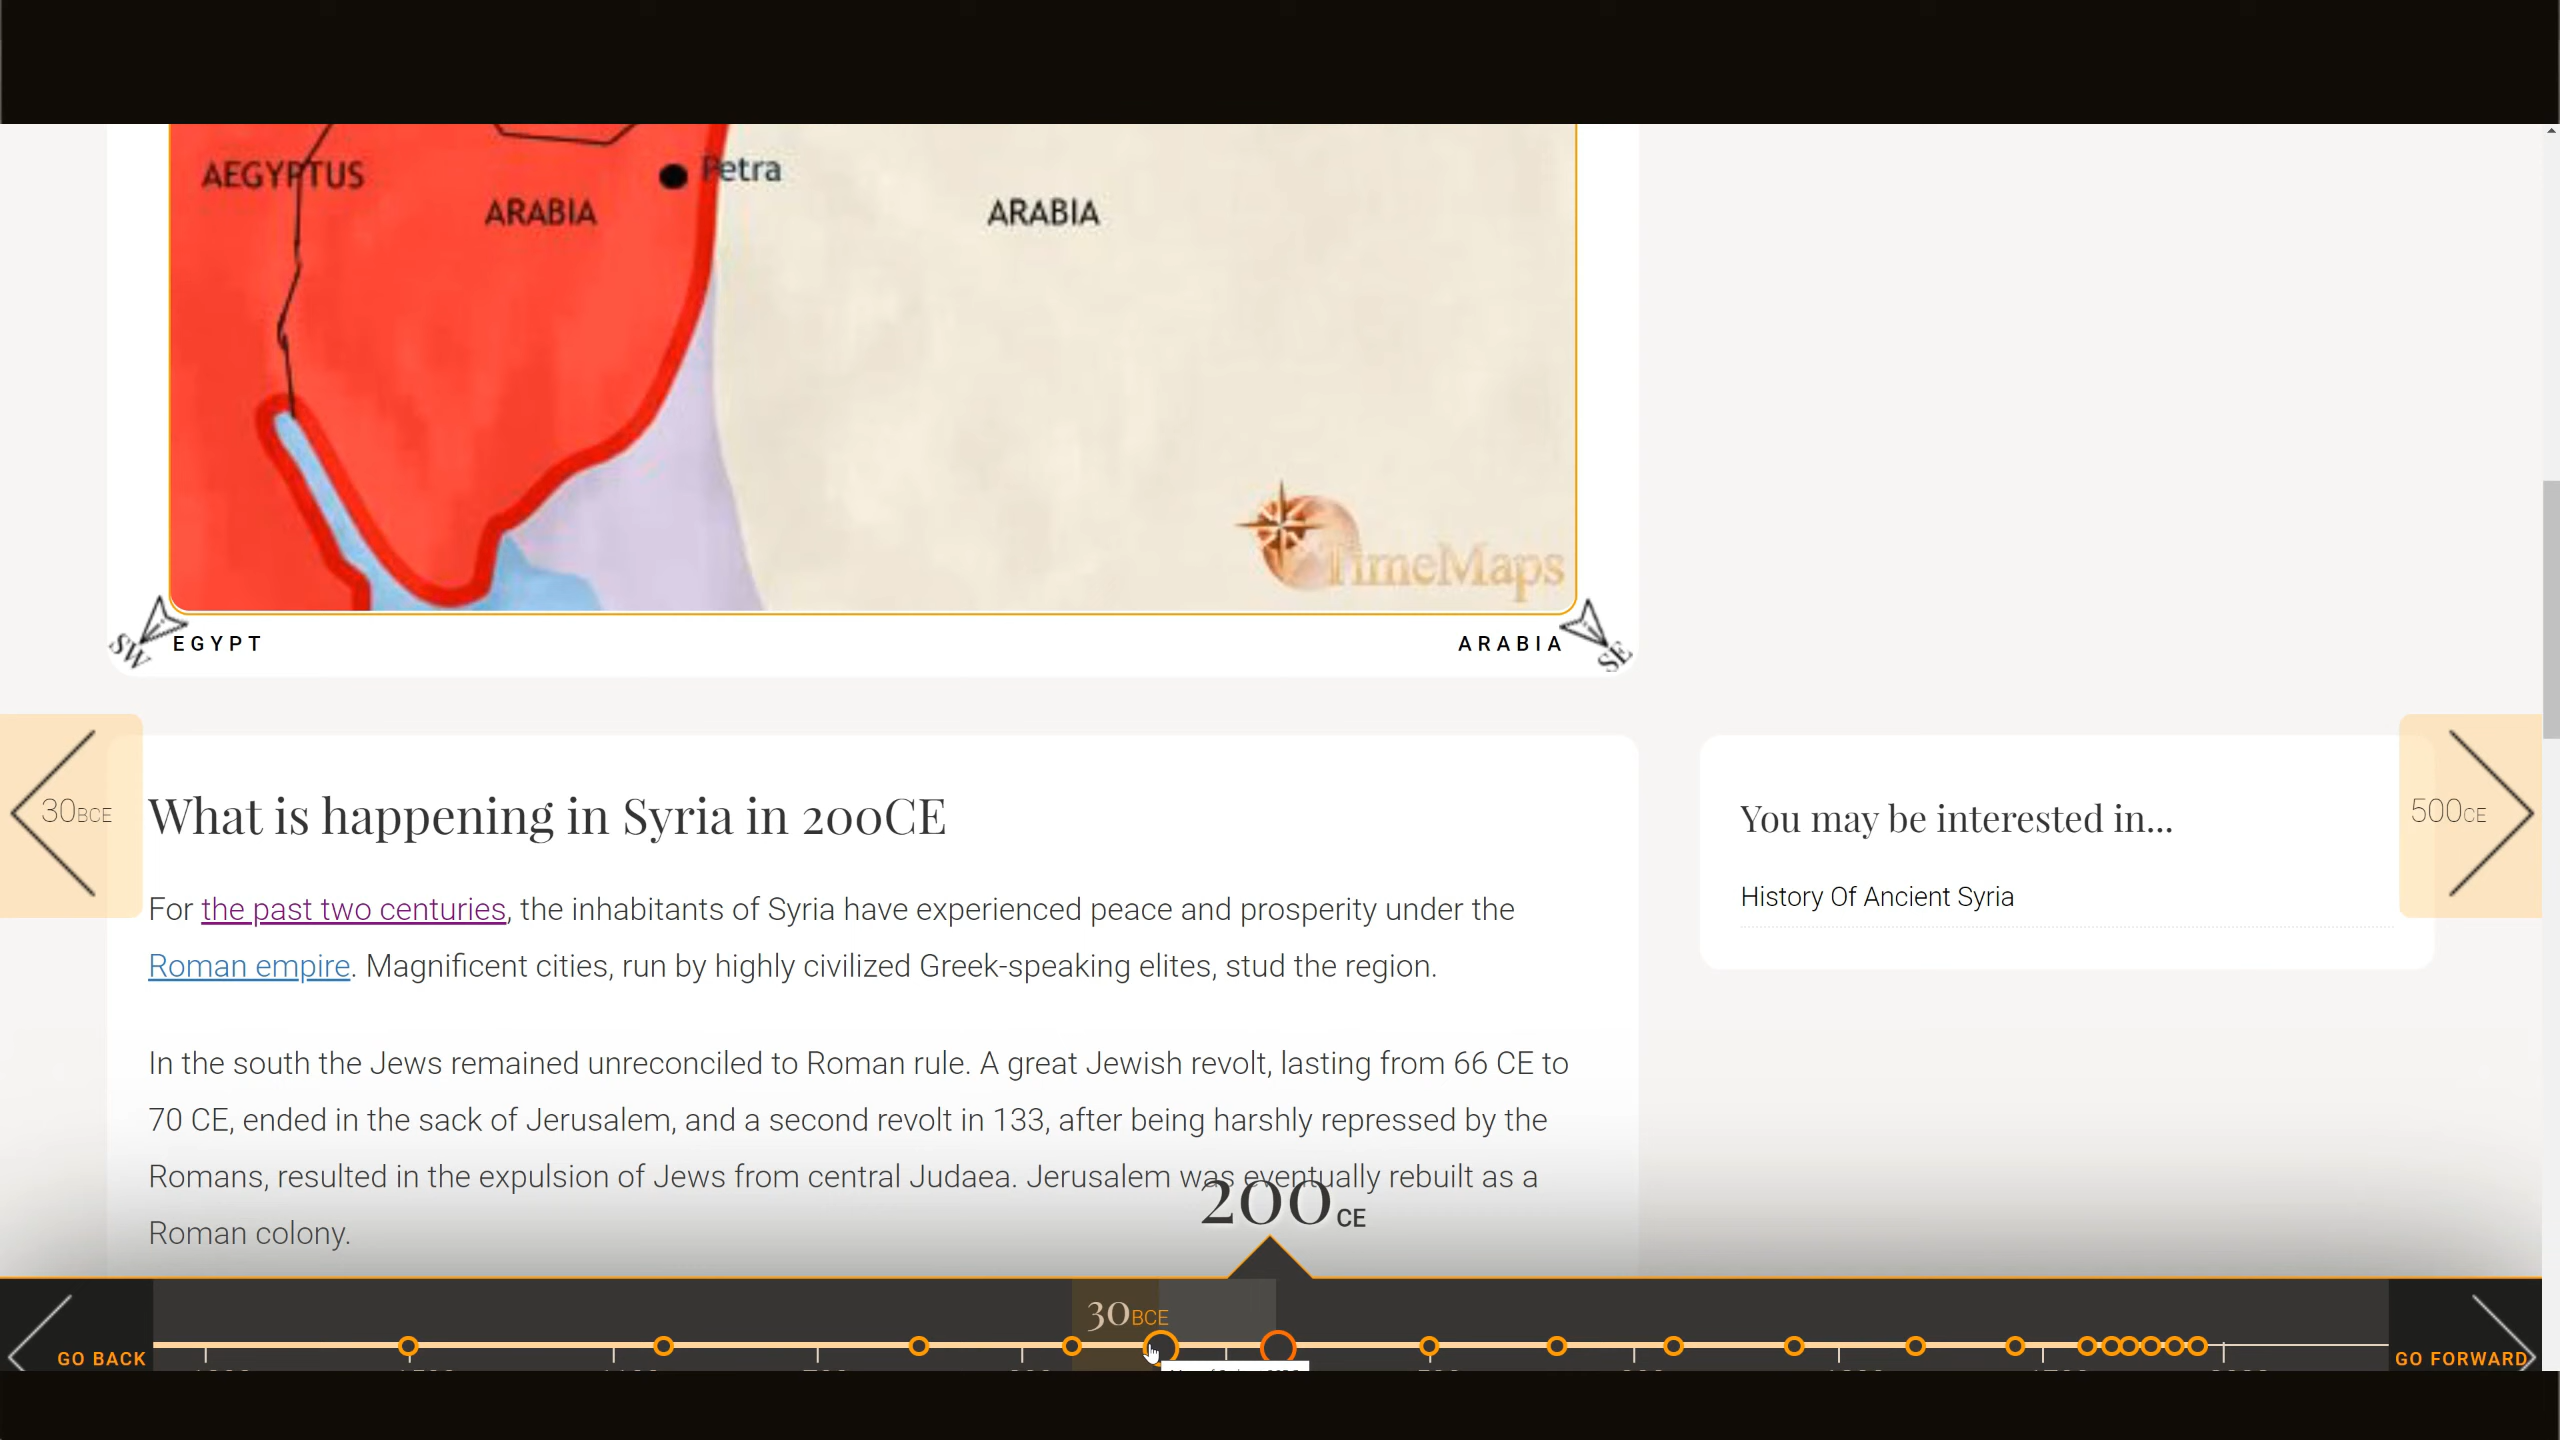 AEGYPTUS
Petra
ARABIA
ARABIA
TimeMaps
SW
EGYPT
ARABIA
SE
30BCE
500CE
What is happening in Syria in 200CE
For the past two centuries, the inhabitants of Syria have experienced peace and prosperity under the
Roman empire. Magnificent cities, run by highly civilized Greek-speaking elites, stud the region.
In the south the Jews remained unreconciled to Roman rule. A great Jewish revolt, lasting from 66 CE to
70 CE, ended in the sack of Jerusalem, and a second revolt in 133, after being harshly repressed by the
Romans, resulted in the expulsion of Jews from central Judaea. Jerusalem was eventually rebuilt as a
Roman colony.
You may be interested in...
History Of Ancient Syria
200 CE
30BCE
GO BACK
GO FORWARD